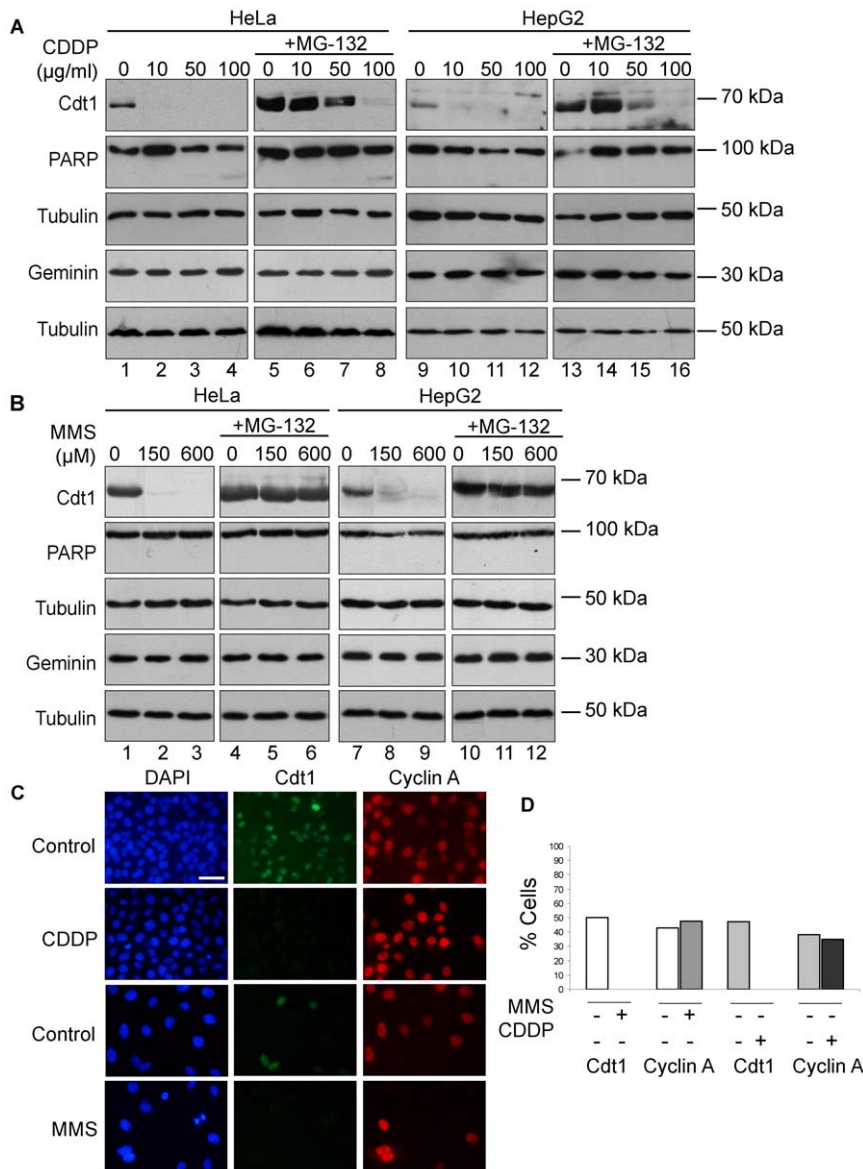 A
HeLa
HepG2
CDDP
+MG-132
+MG-132
(µg/ml)
0 10 50 100 0 10 50 100 0 10 50 100 0 10 50 100
Cdt1
70 kDa
PARP
100 kDa
Tubulin
50 kDa
Geminin
30 kDa
Tubulin
50 kDa
1 2 3 4 5 6 7 8 9 10 11 12 13 14 15 16
B
HeLa
HepG2
MMS
+MG-132
+MG-132
(µM)
0 150 600 0 150 600 0 150 600 0 150 600
Cdt1
70 kDa
PARP
100 kDa
Tubulin
50 kDa
Geminin
30 kDa
Tubulin
50 kDa
1 2 3 4 5 6 7 8 9 10 11 12
C
DAPI Cdt1 Cyclin A
Control
CDDP
Control
MMS
D
% Cells
100
90
80
70
60
50
40
30
20
10
0
MMS - + - + - - - -
CDDP - - - - - + - +
Cdt1 Cyclin A Cdt1 Cyclin A